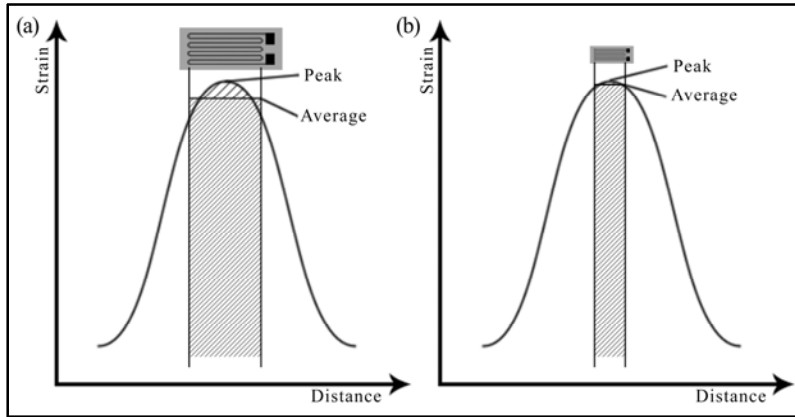 (a)
Strain
Peak
Average
Distance
(b)
Strain
Peak
Average
Distance